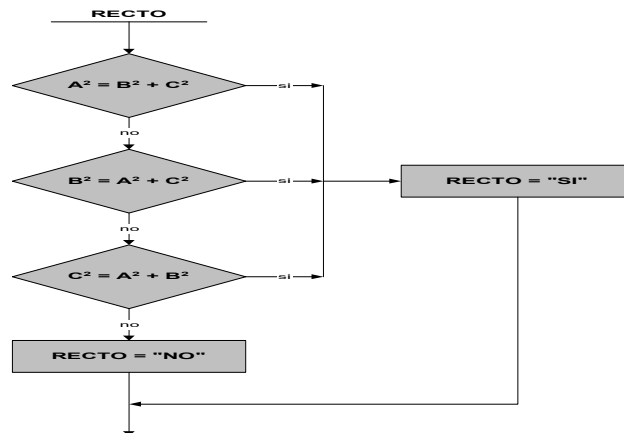 RECTO
A² = B² + C²
si
no
B² = A² + C²
si
RECTO = "SI"
no
C² = A² + B²
si
no
RECTO = "NO"